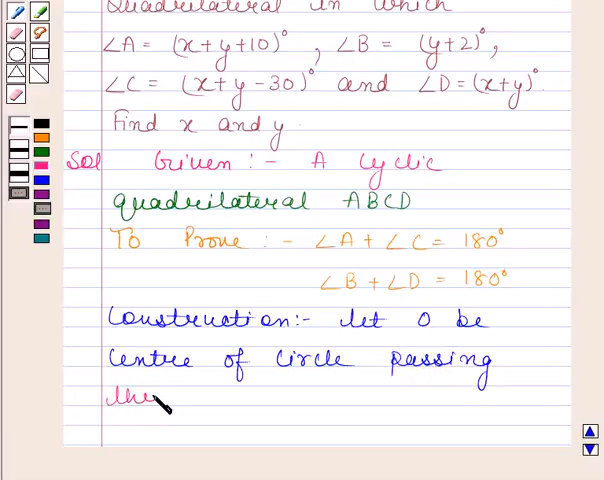 Quadrilateral in which
∠A = (x+y+10)°, ∠B = (y+2)°,
∠C = (x+y-30)° and ∠D=(x+y)°.
Find x and y.
Sol Given :- A Cyclic
quadrilateral ABCD
To Prove :- ∠A+∠C= 180°
∠B+∠D = 180°
Construction:- let O be
Centre of Circle passing
the